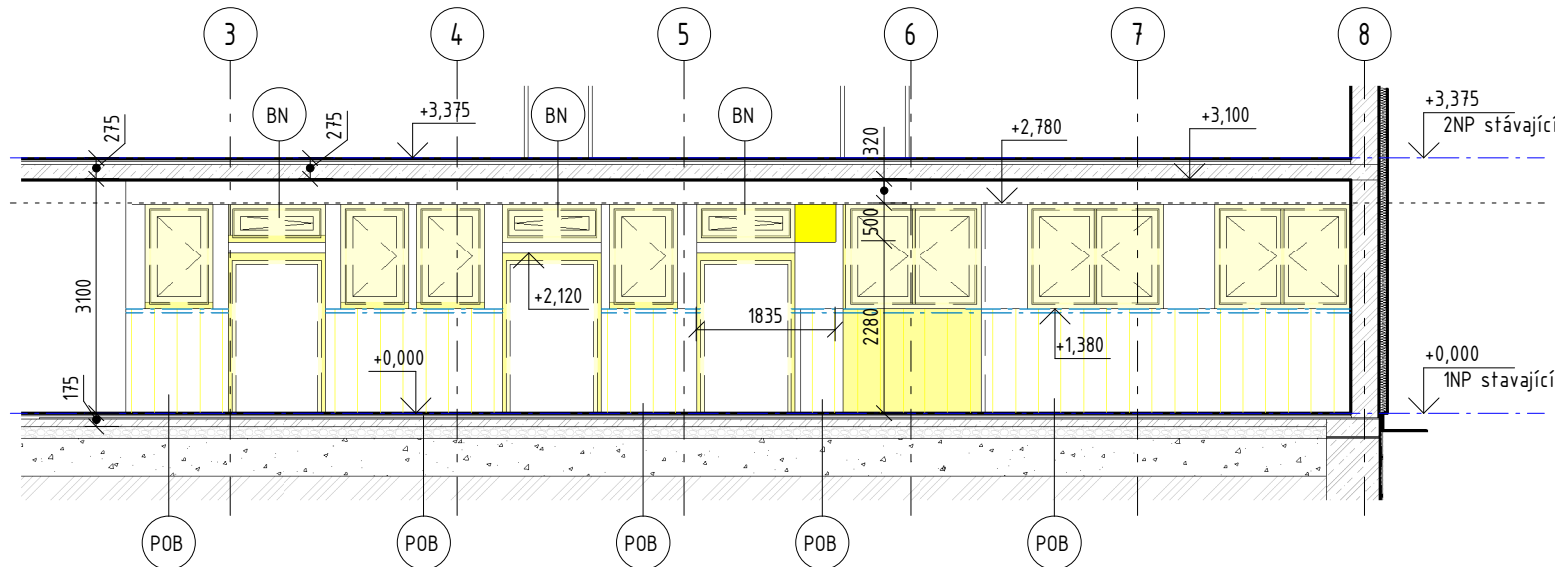 3
4
5
6
7
8
BN
BN
BN
275
275
+3,375
+2,780
320
+3,100
+3,375
2NP stávající
500
3100
+2,120
1835
2280
+1,380
+0,000
175
+0,000
1NP stavající
POB
POB
POB
POB
POB